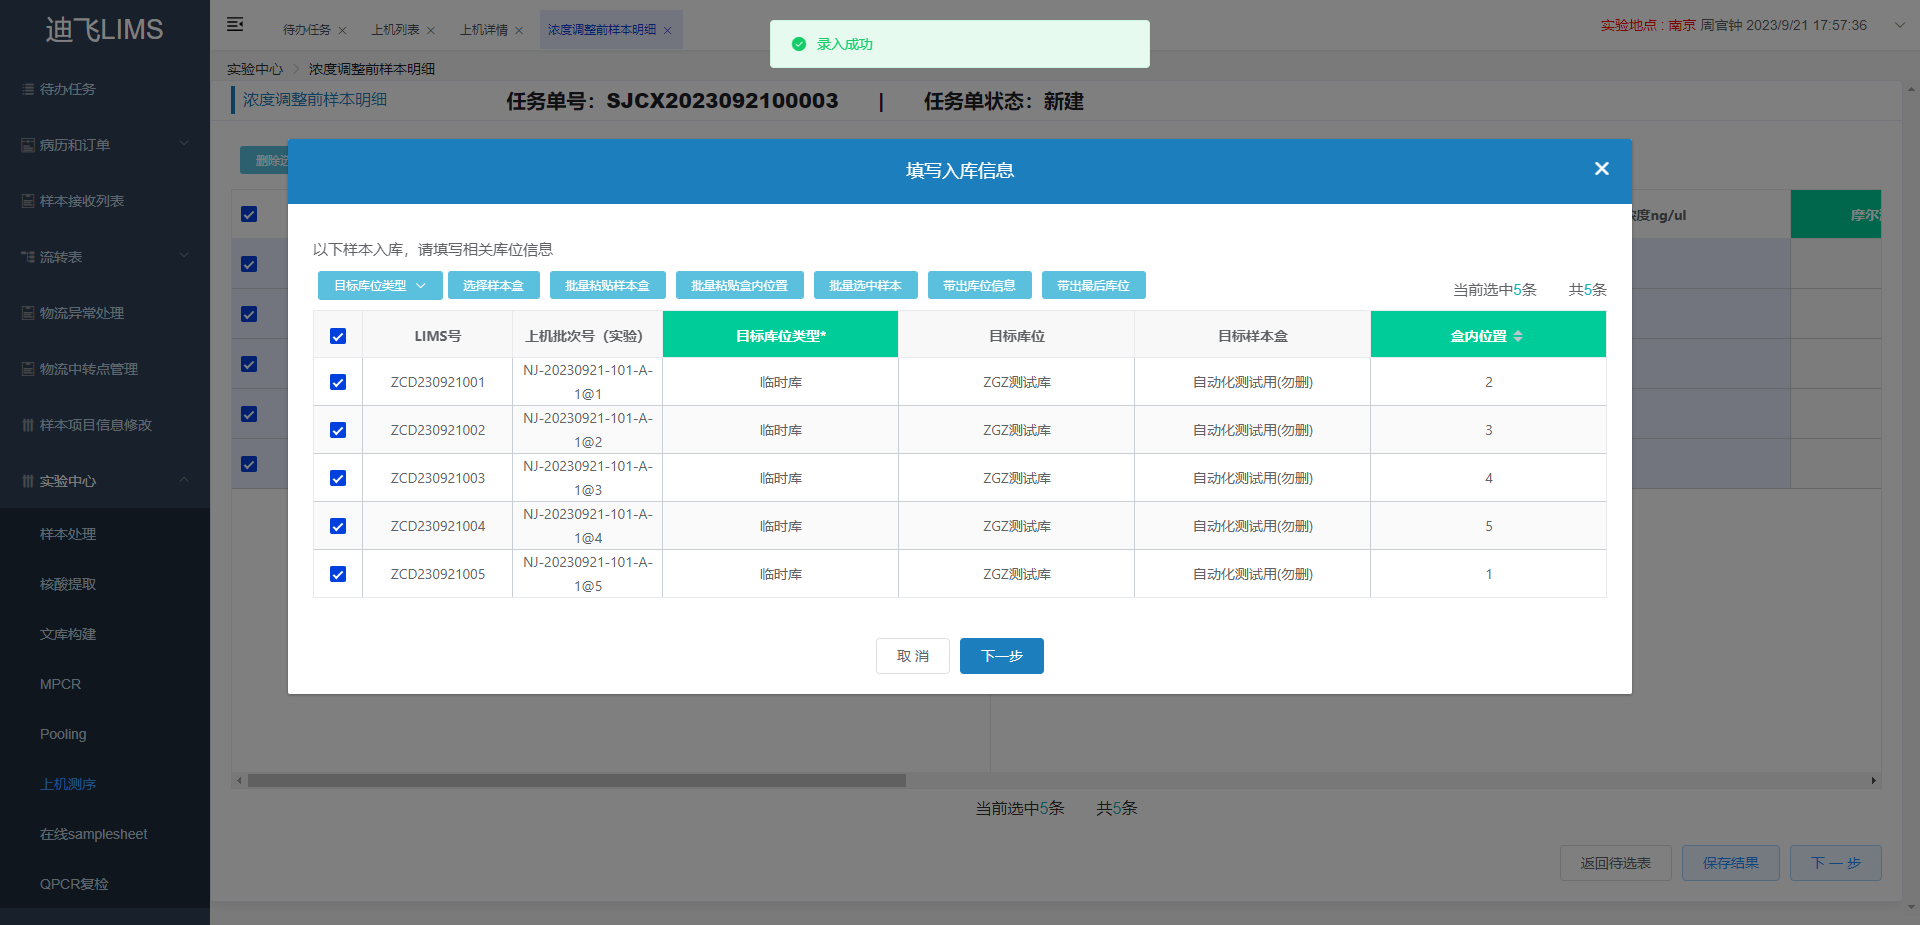 迪飞LIMS
待办任务
上机列表
上机详情
浓度调整前样本明细
录入成功
实验地点 : 南京 周官钟 2023/9/21 17:57:36
实验中心
浓度调整前样本明细
浓度调整前样本明细
任务单号：SJCX2023092100003 | 任务单状态：新建
待办任务
病历和订单
样本接收列表
流转表
物流异常处理
物流中转点管理
样本项目信息修改
实验中心
样本处理
核酸提取
文库构建
MPCR
Pooling
上机测序
在线samplesheet
QPCR复检
删除
度ng/ul
摩尔
填写入库信息
以下样本入库，请填写相关库位信息
目标库位类型
选择样本盒
批量粘贴样本盒
批量粘贴盒内位置
批量选中样本
带出库位信息
带出最后库位
当前选中5条 共5条
LIMS号 上机批次号（实验） 目标库位类型* 目标库位 目标样本盒 盒内位置
ZCD230921001 NJ-20230921-101-A-1@1 临时库 ZGZ测试库 自动化测试用(勿删) 2
ZCD230921002 NJ-20230921-101-A-1@2 临时库 ZGZ测试库 自动化测试用(勿删) 3
ZCD230921003 NJ-20230921-101-A-1@3 临时库 ZGZ测试库 自动化测试用(勿删) 4
ZCD230921004 NJ-20230921-101-A-1@4 临时库 ZGZ测试库 自动化测试用(勿删) 5
ZCD230921005 NJ-20230921-101-A-1@5 临时库 ZGZ测试库 自动化测试用(勿删) 1
取 消
下一步
当前选中5条 共5条
返回待选表
保存结果
下 一 步